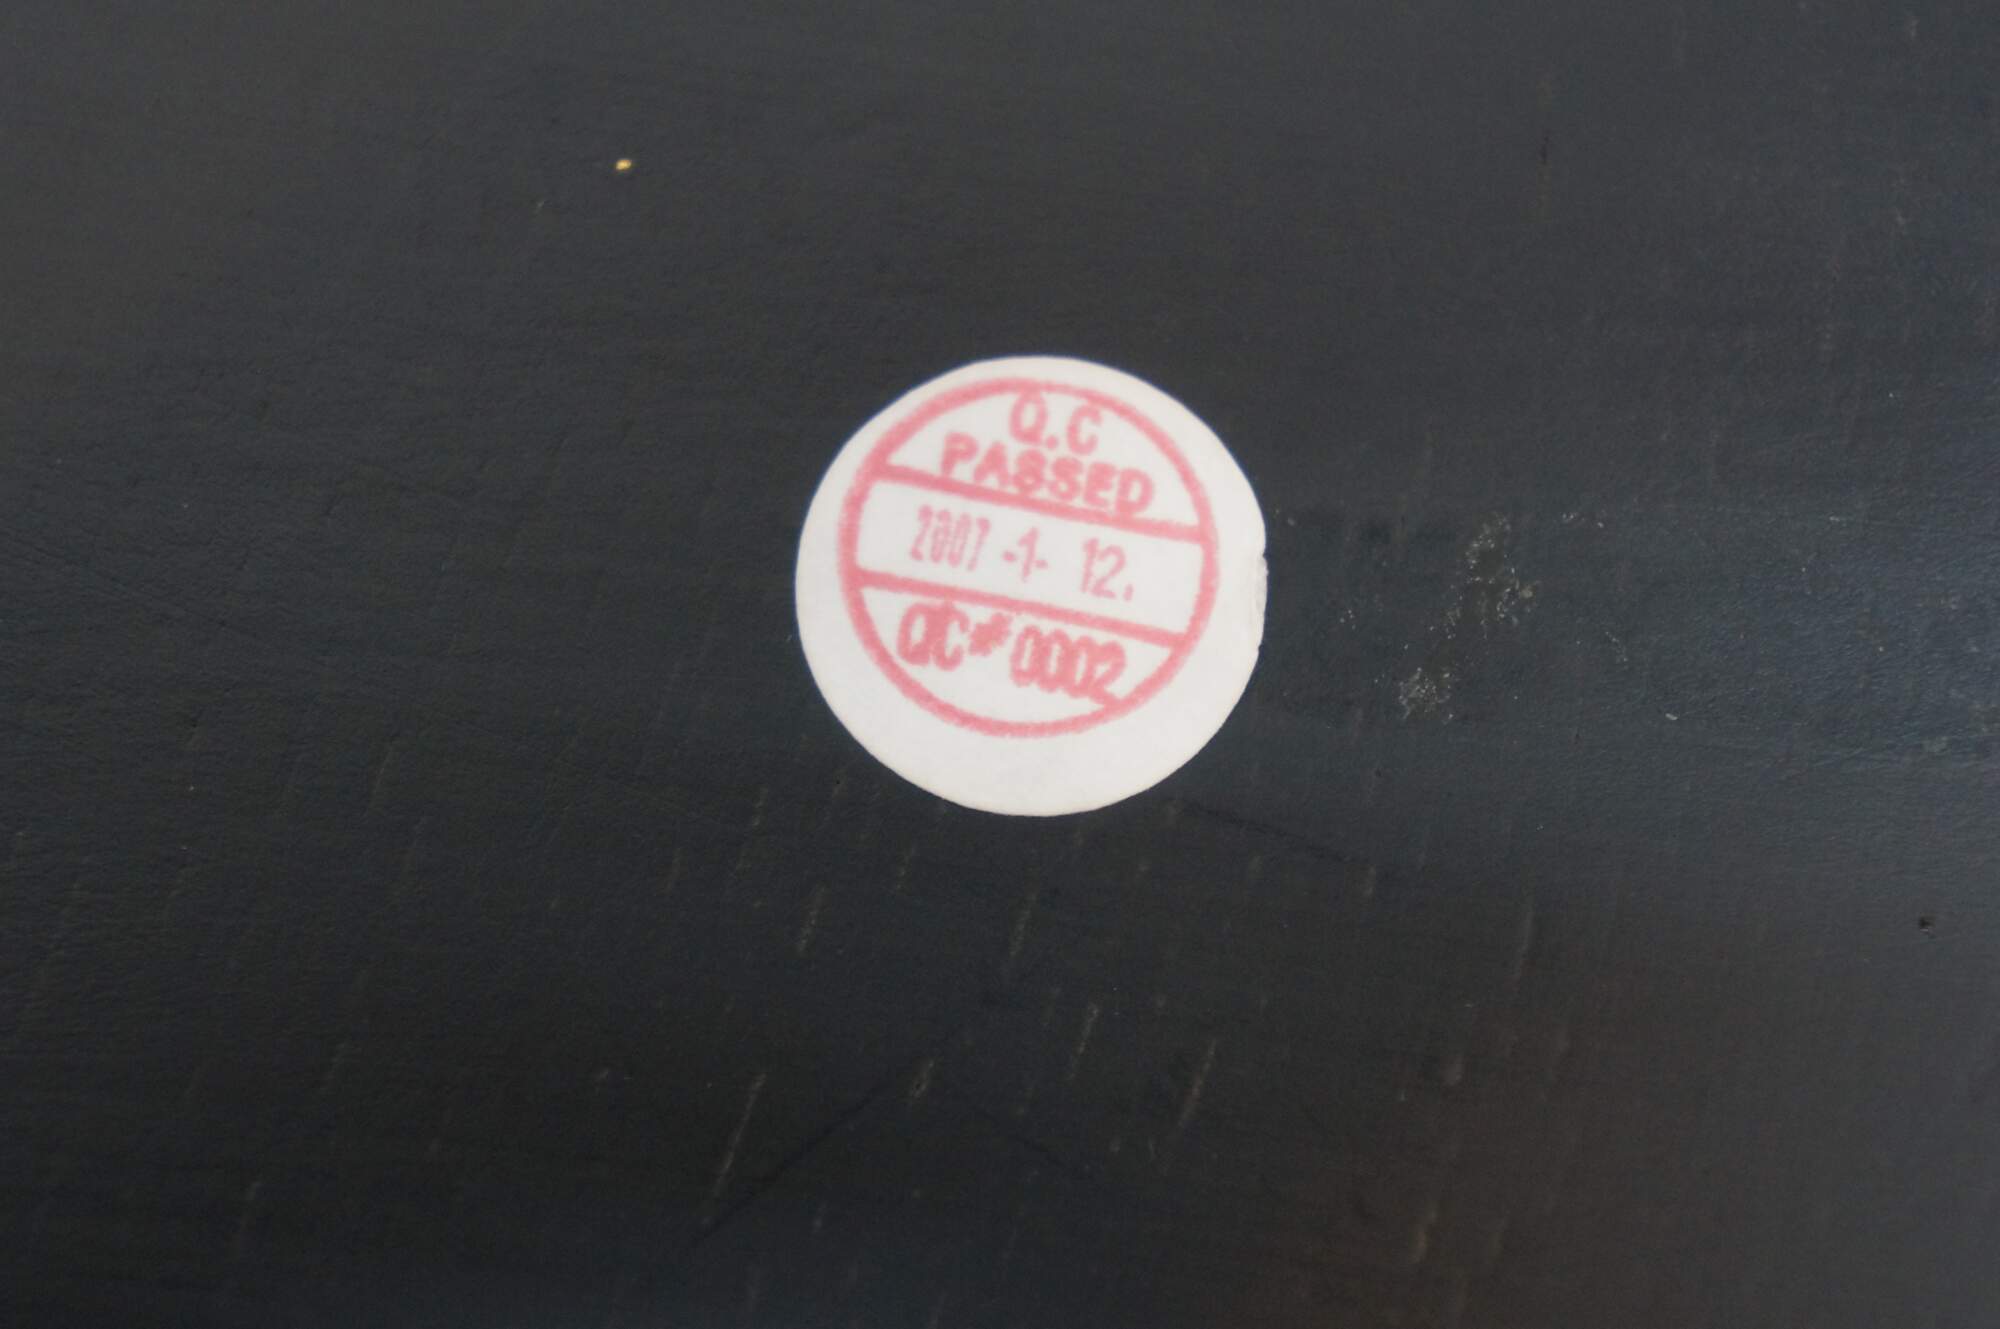 Q.C
PASSED
2007 -1- 12.
QC# 0002